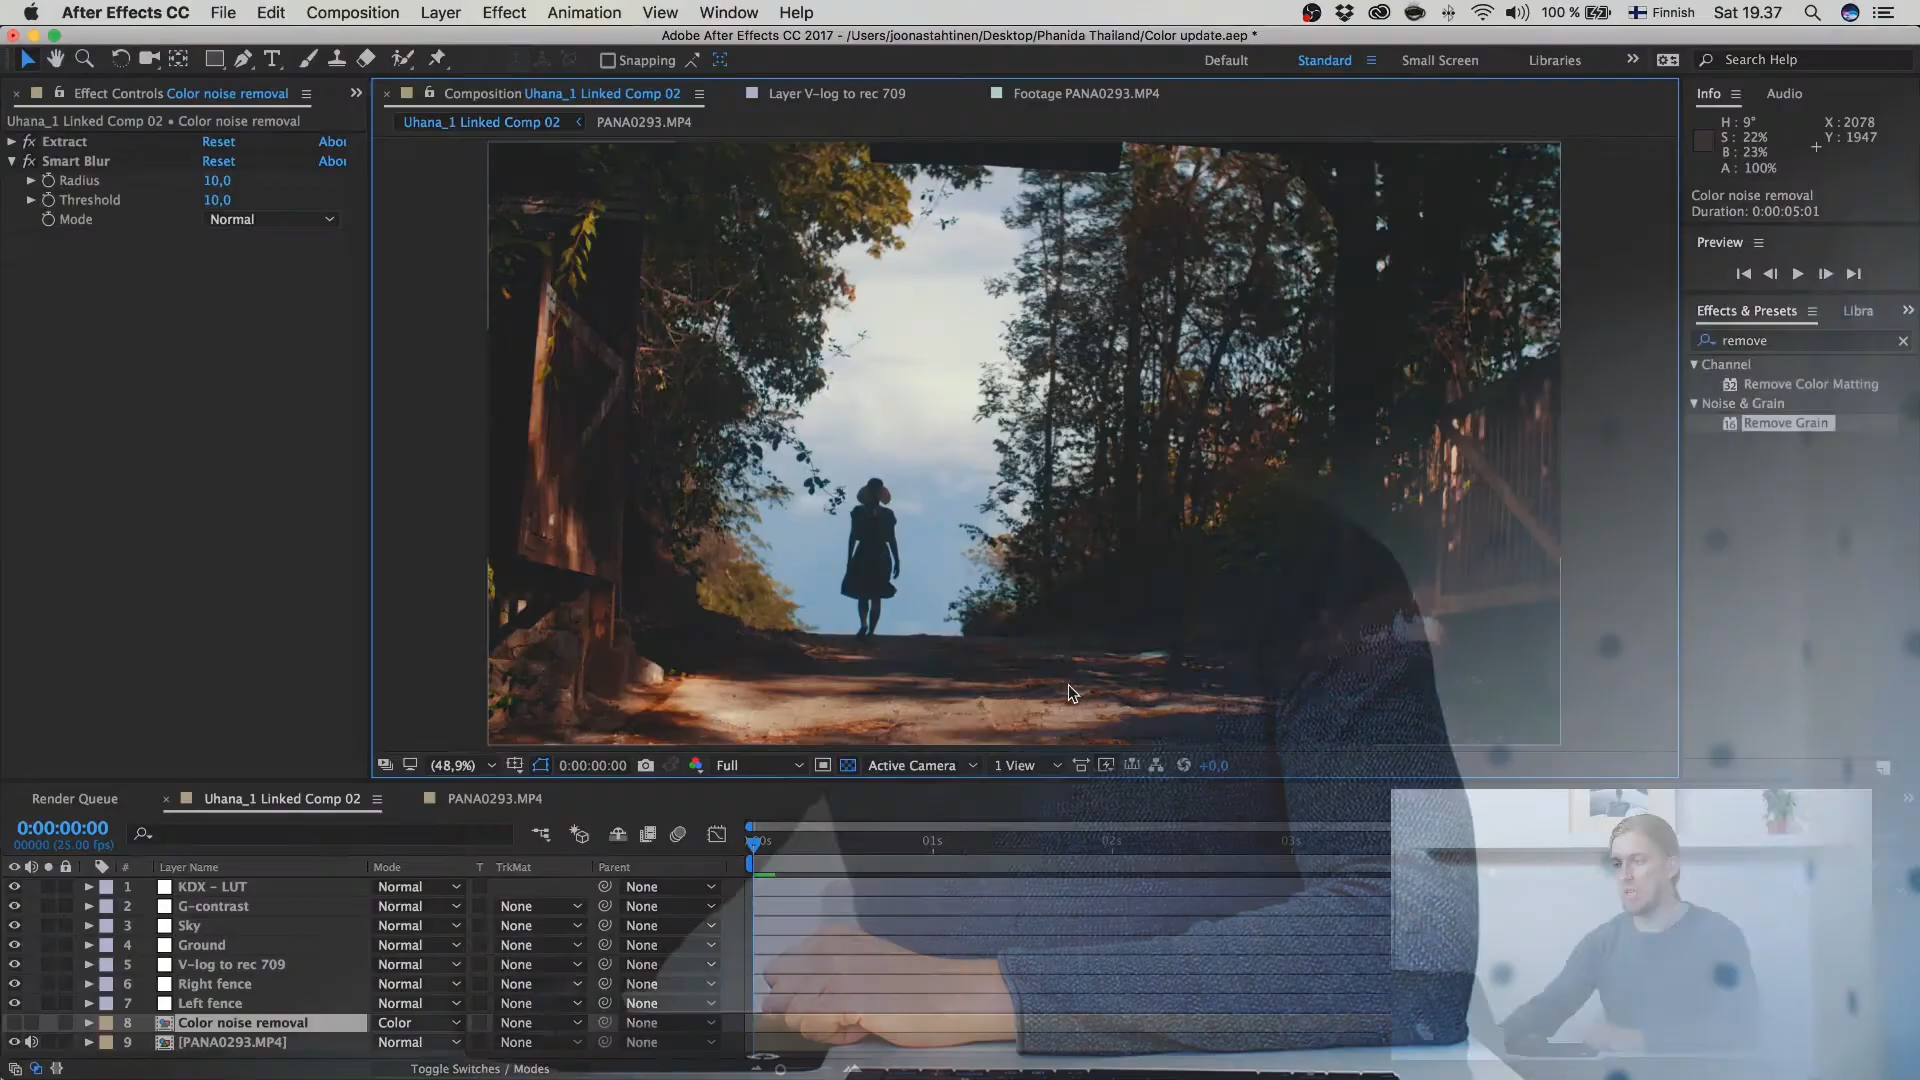 After Effects CC File Edit Composition Layer Effect Animation View Window Help 100 % Finnish Sat 19.37
Adobe After Effects CC 2017 - /Users/joonastahtinen/Desktop/Phanida Thailand/Color update.aep *
Snapping Default Standard Small Screen Libraries Search Help
Effect Controls Color noise removal
Uhana_1 Linked Comp 02 • Color noise removal
fx Extract Reset Abou
fx Smart Blur Reset Abou
Radius 10,0
Threshold 10,0
Mode Normal
Composition Uhana_1 Linked Comp 02 Layer V-log to rec 709 Footage PANA0293.MP4
Uhana_1 Linked Comp 02 PANA0293.MP4
Info Audio
H : 9° X : 2078
S : 22% Y : 1947
B : 23%
A : 100%
Color noise removal
Duration: 0:00:05:01
Preview
Effects & Presets Libra
remove
Channel
32 Remove Color Matting
Noise & Grain
16 Remove Grain
(48,9%) 0:00:00:00 Full Active Camera 1 View +0,0
Render Queue Uhana_1 Linked Comp 02 PANA0293.MP4
0:00:00:00
00000 (25.00 fps)
00s 01s 02s 03s
# Layer Name Mode T TrkMat Parent
1 KDX - LUT Normal None
2 G-contrast Normal None None
3 Sky Normal None None
4 Ground Normal None None
5 V-log to rec 709 Normal None None
6 Right fence Normal None None
7 Left fence Normal None None
8 Color noise removal Color None None
9 [PANA0293.MP4] Normal None None
Toggle Switches / Modes